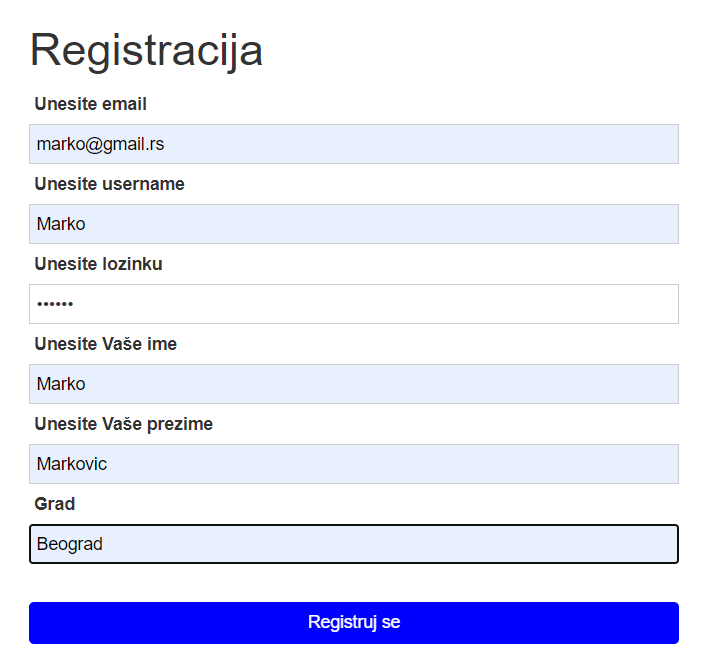 Registracija
Unesite email
marko@gmail.rs
Unesite username
Marko
Unesite lozinku
••••••
Unesite Vaše ime
Marko
Unesite Vaše prezime
Markovic
Grad
Beograd
Registruj se